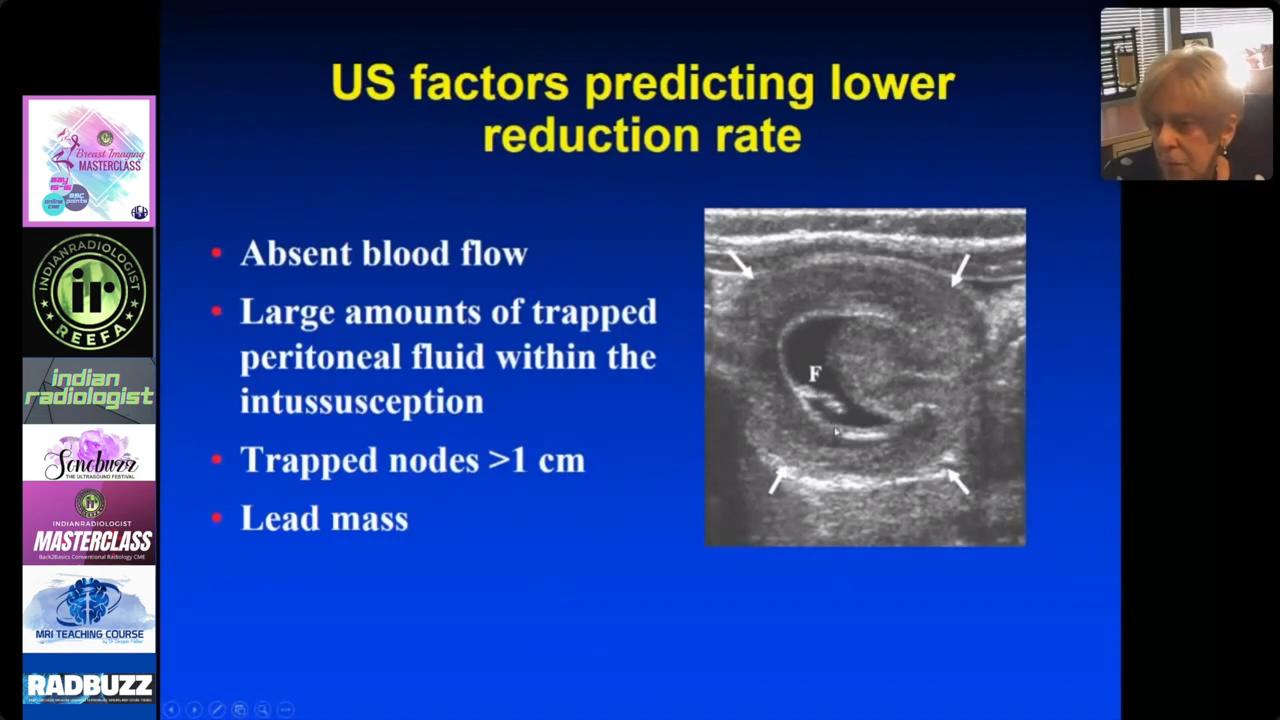 US factors predicting lower
reduction rate
• Absent blood flow
• Large amounts of trapped
peritoneal fluid within the
intussusception
• Trapped nodes >1 cm
• Lead mass
F
Breast Imaging
MASTERCLASS
INDIANRADIOLOGIST
ir
REEFA
indian
radiologist
Sonobuzz
THE ULTRASOUND FESTIVAL
INDIANRADIOLOGIST
MASTERCLASS
Back2Basics Conventional Radiology CME
MRI TEACHING COURSE
RADBUZZ